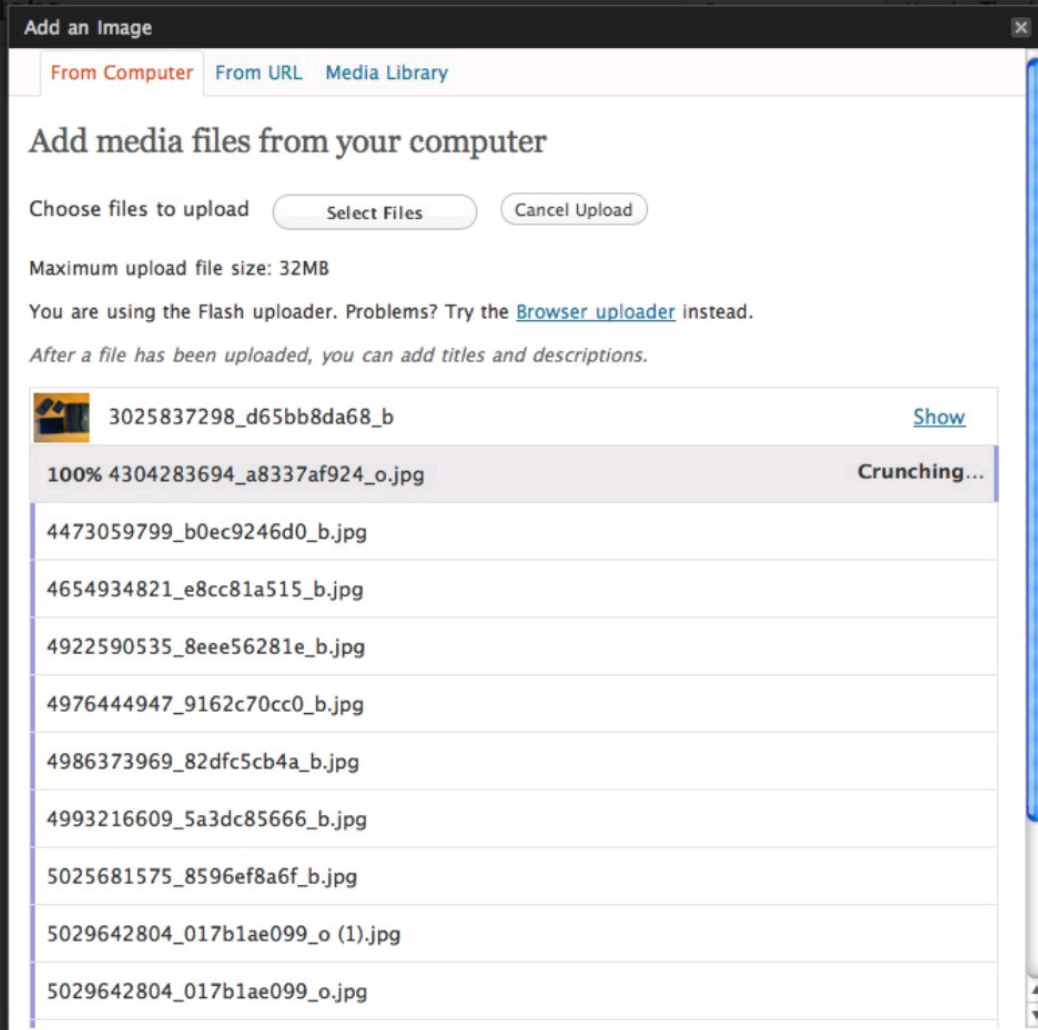 Add an Image
From Computer From URL Media Library
Add media files from your computer
Choose files to upload Select Files Cancel Upload
Maximum upload file size: 32MB
You are using the Flash uploader. Problems? Try the Browser uploader instead.
After a file has been uploaded, you can add titles and descriptions.
3025837298_d65bb8da68_b Show
100% 4304283694_a8337af924_o.jpg Crunching...
4473059799_b0ec9246d0_b.jpg
4654934821_e8cc81a515_b.jpg
4922590535_8eee56281e_b.jpg
4976444947_9162c70cc0_b.jpg
4986373969_82dfc5cb4a_b.jpg
4993216609_5a3dc85666_b.jpg
5025681575_8596ef8a6f_b.jpg
5029642804_017b1ae099_o (1).jpg
5029642804_017b1ae099_o.jpg